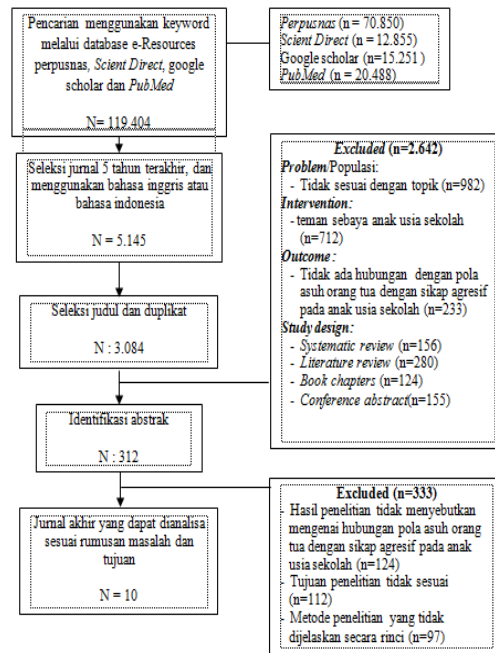 Pencarian menggunakan keyword
melalui database e-Resources
perpusnas, Scient Direct, google
scholar dan PubMed
N= 119.404
Perpusnas (n = 70.850)
Scient Direct (n = 12.855)
Google scholar (n=15.251 )
PubMed (n = 20.488)
Seleksi jurnal 5 tahun terakhir, dan
menggunakan bahasa inggris atau
bahasa indonesia
N = 5.145
Seleksi judul dan duplikat
N : 3.084
Excluded (n=2.642)
Problem/Populasi:
- Tidak sesuai dengan topik (n=982)
Intervention:
- teman sebaya anak usia sekolah
(n=712)
Outcome :
- Tidak ada hubungan dengan pola
asuh orang tua dengan sikap agresif
pada anak usia sekolah (n=233)
Study design:
- Systematic review (n=156)
- Literature review (n=280)
- Book chapters (n=124)
- Conference abstract(n=155)
Identifikasi abstrak
N : 312
Excluded (n=333)
- Hasil penelitian tidak menyebutkan
mengenai hubungan pola asuh orang
tua dengan sikap agresif pada anak
usia sekolah (n=124)
- Tujuan penelitian tidak sesuai
(n=112)
- Metode penelitian yang tidak
dijelaskan secara rinci (n=97)
Jurnal akhir yang dapat dianalisa
sesuai rumusan masalah dan
tujuan
N = 10